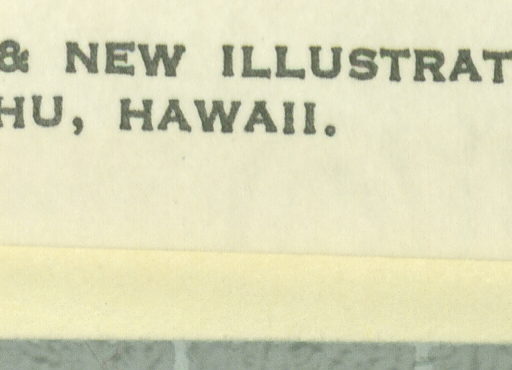 & NEW ILLUSTRAT
HU, HAWAII.